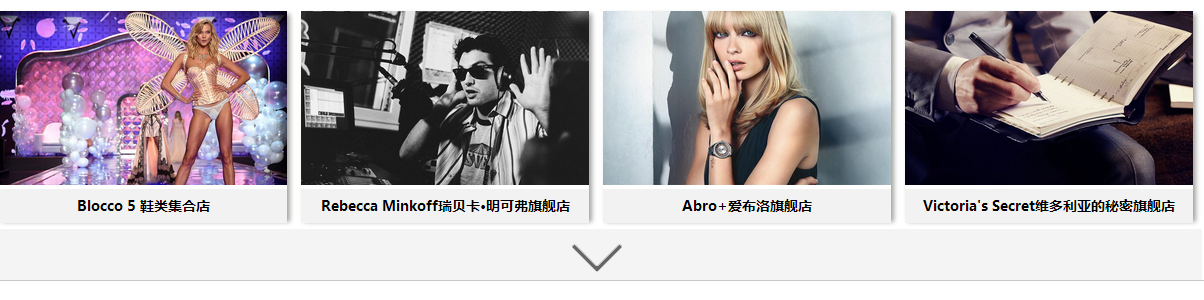 Blocco 5 鞋类集合店
Rebecca Minkoff瑞贝卡•明可弗旗舰店
Abro+爱布洛旗舰店
Victoria's Secret维多利亚的秘密旗舰店